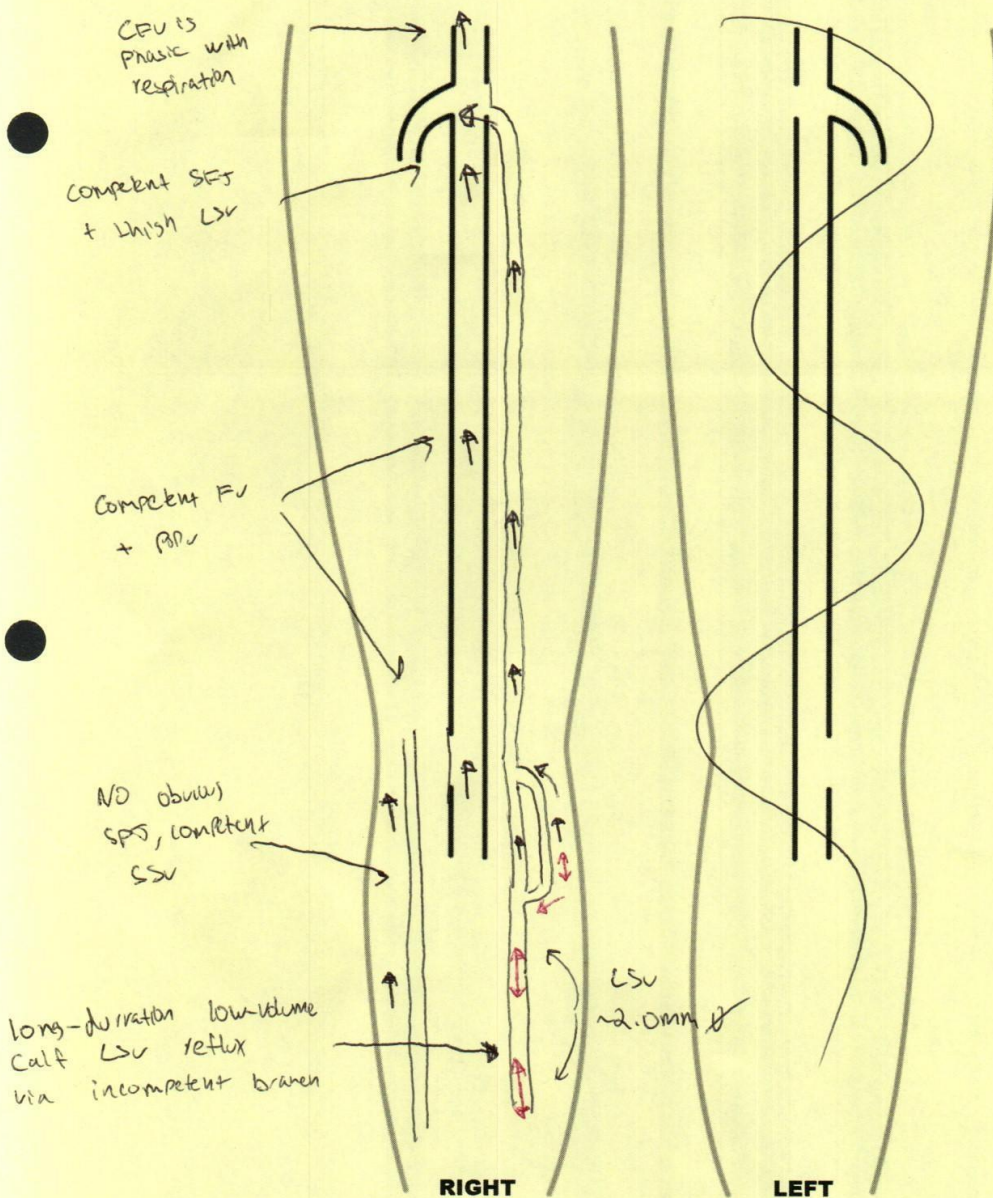 CFV is
phasic with
respiration
Competent SFJ
+ thigh LSV
Competent FV
+ POPV
NO obvious
SPJ, competent
SSV
LSV
~2.0mm Ø
long-durration low-volume
Calf LSV reflux
via incompetent branch
RIGHT
LEFT